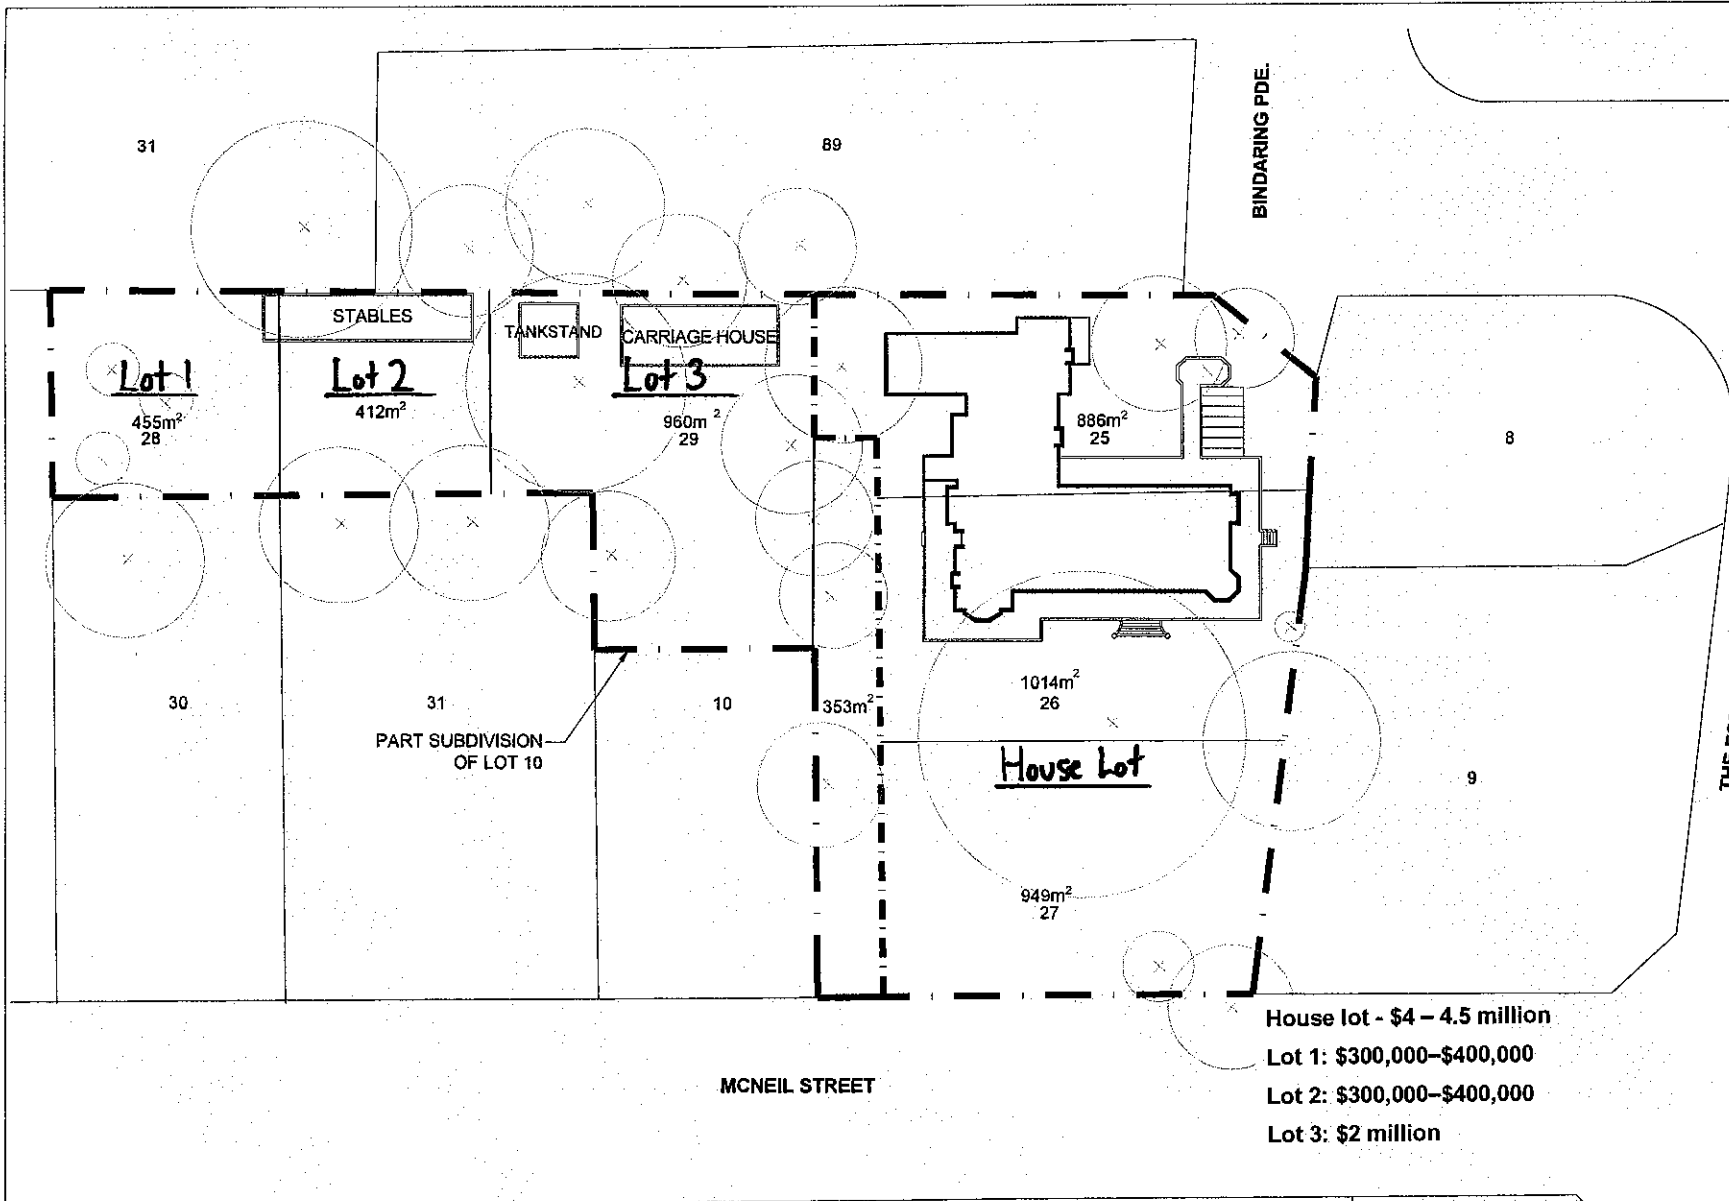 BINDARING PDE.
31
89
STABLES
TANKSTAND
CARRIAGE HOUSE
Lot 1
455m²
28
Lot 2
412m²
Lot 3
960m²
29
886m²
25
8
30
31
10
353m²
1014m²
26
PART SUBDIVISION
OF LOT 10
House Lot
9
THE
949m²
27
MCNEIL STREET
House lot - $4 – 4.5 million
Lot 1: $300,000–$400,000
Lot 2: $300,000–$400,000
Lot 3: $2 million